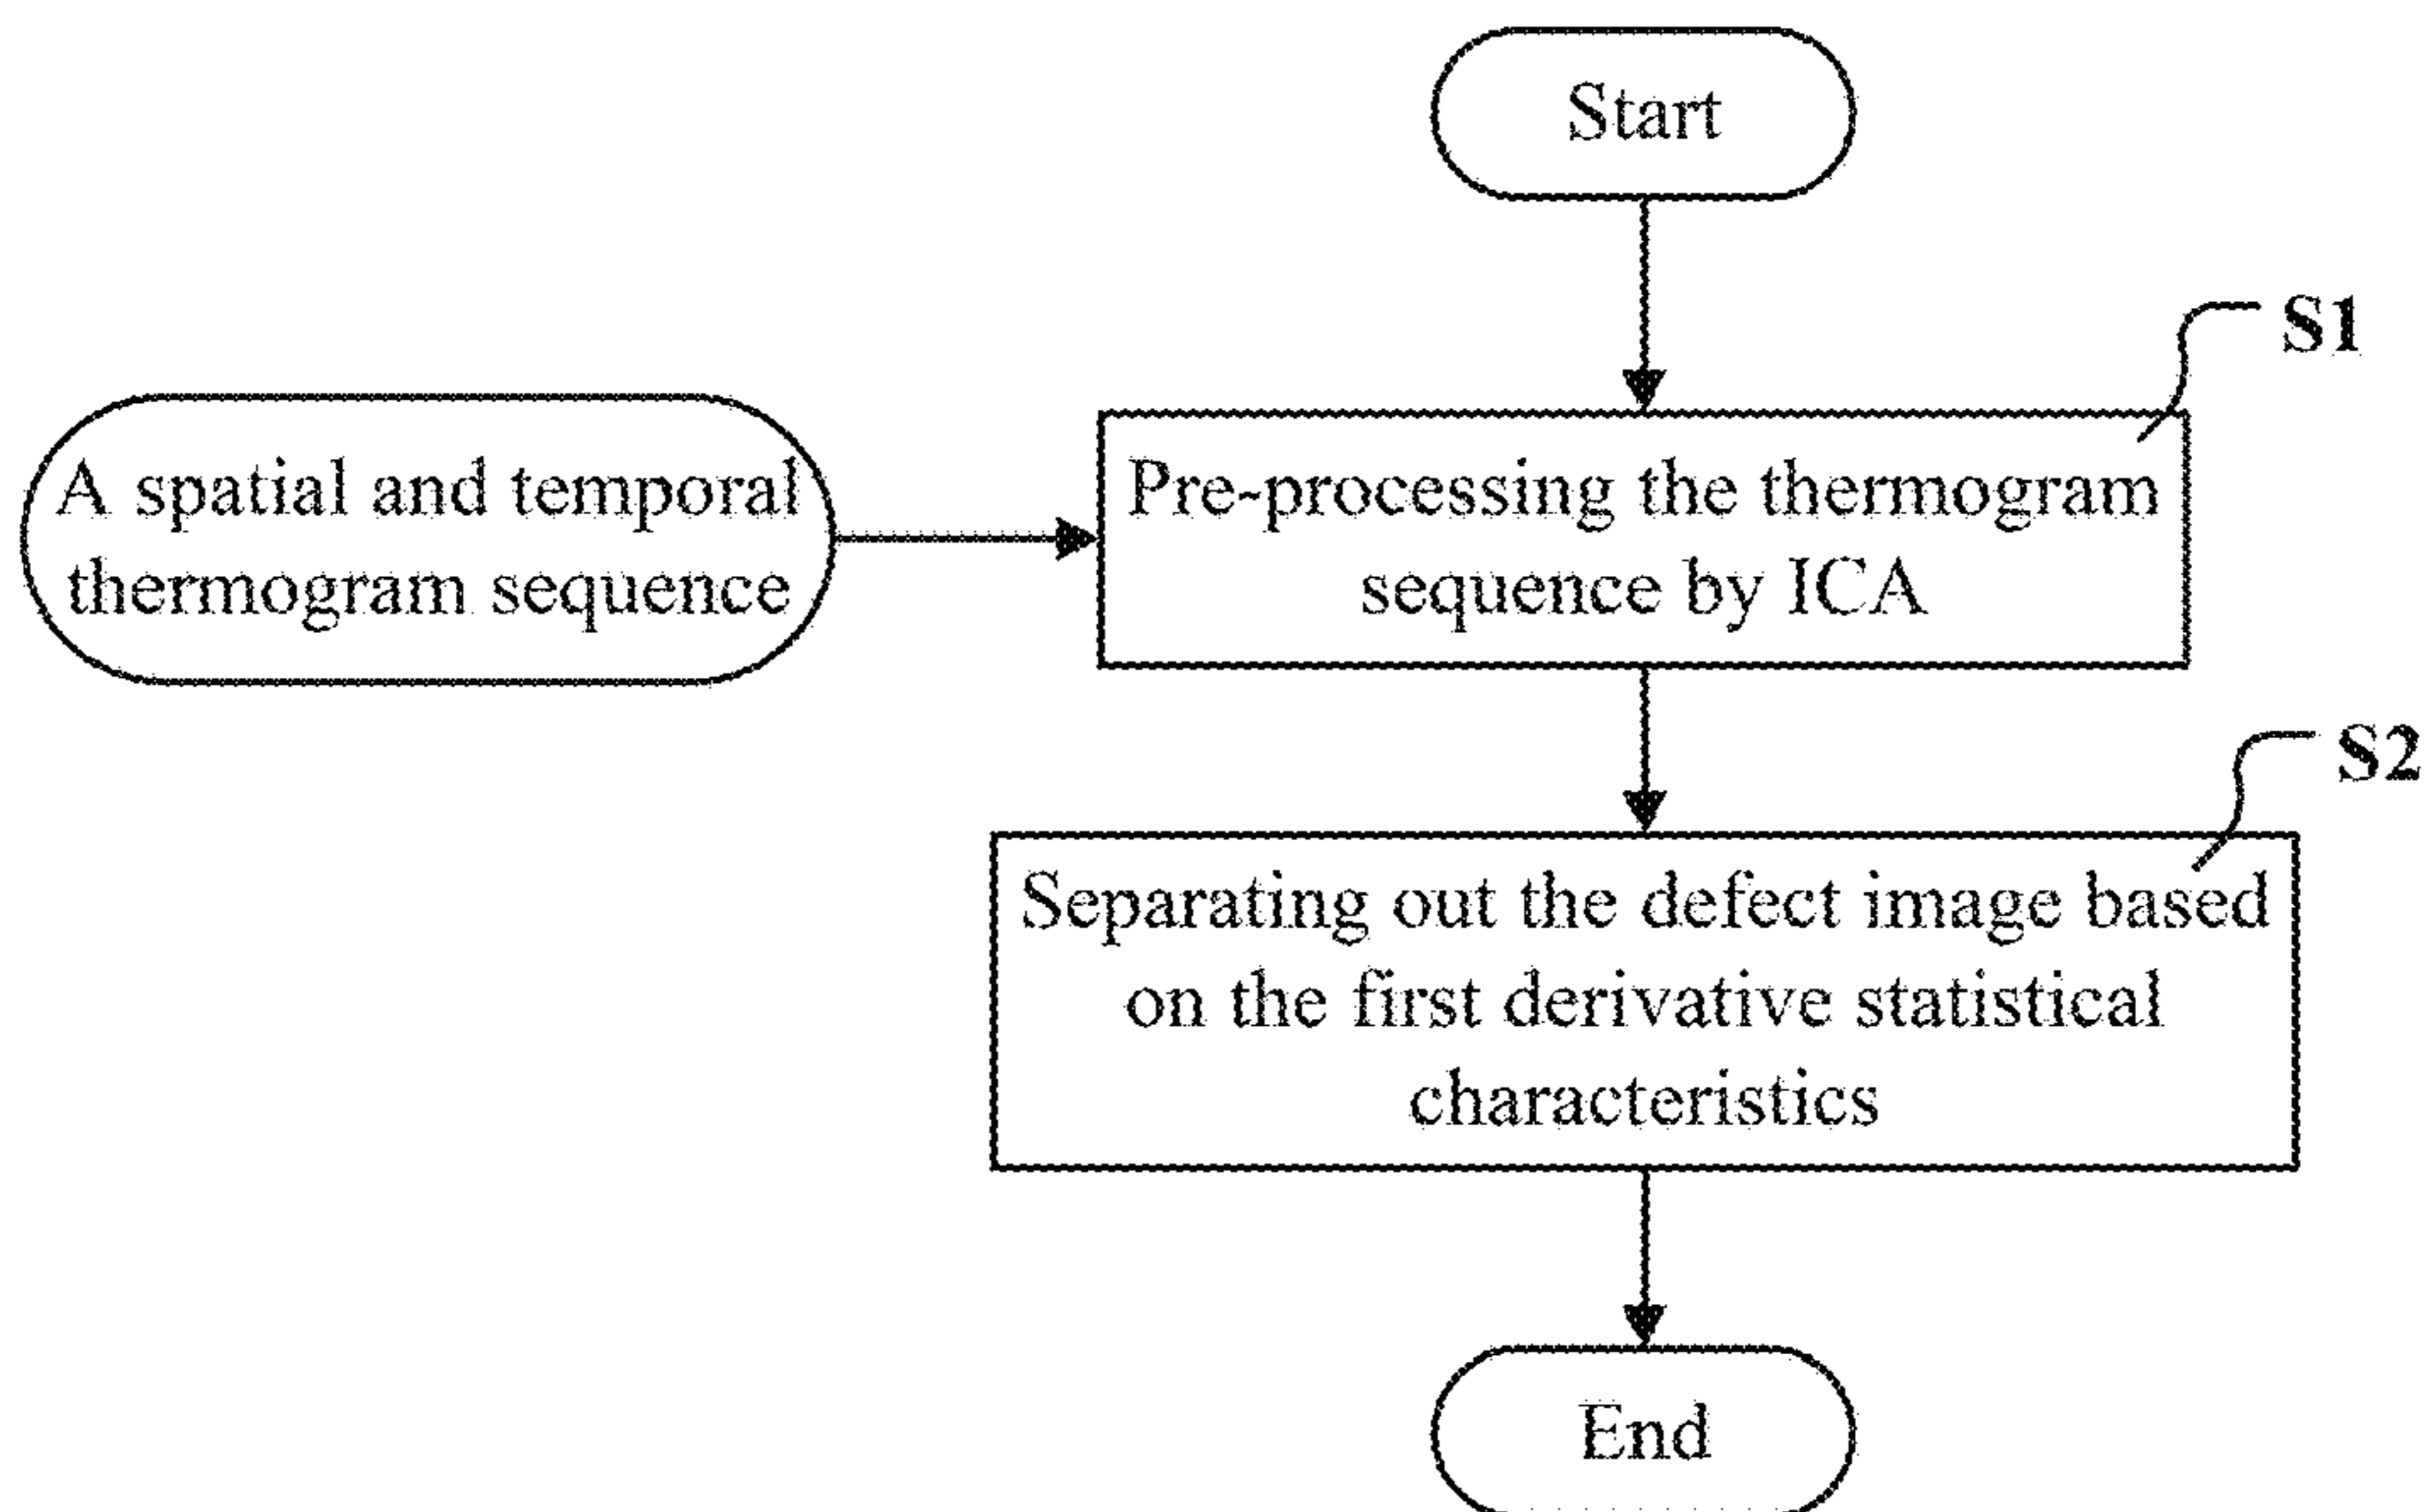 Start
S1
A spatial and temporal
thermogram sequence
Pre-processing the thermogram
sequence by ICA
S2
Separating out the defect image based
on the first derivative statistical
characteristics
End